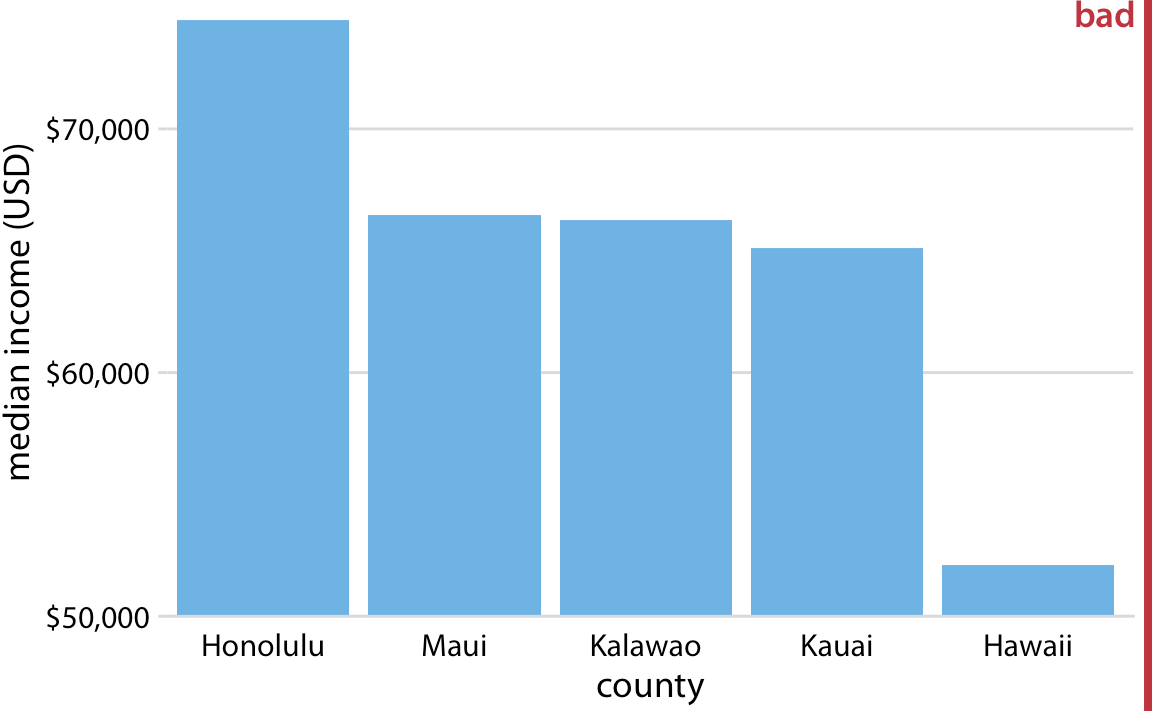 bad
median income (USD)
$70,000
$60,000
$50,000
Honolulu Maui Kalawao Kauai Hawaii
county